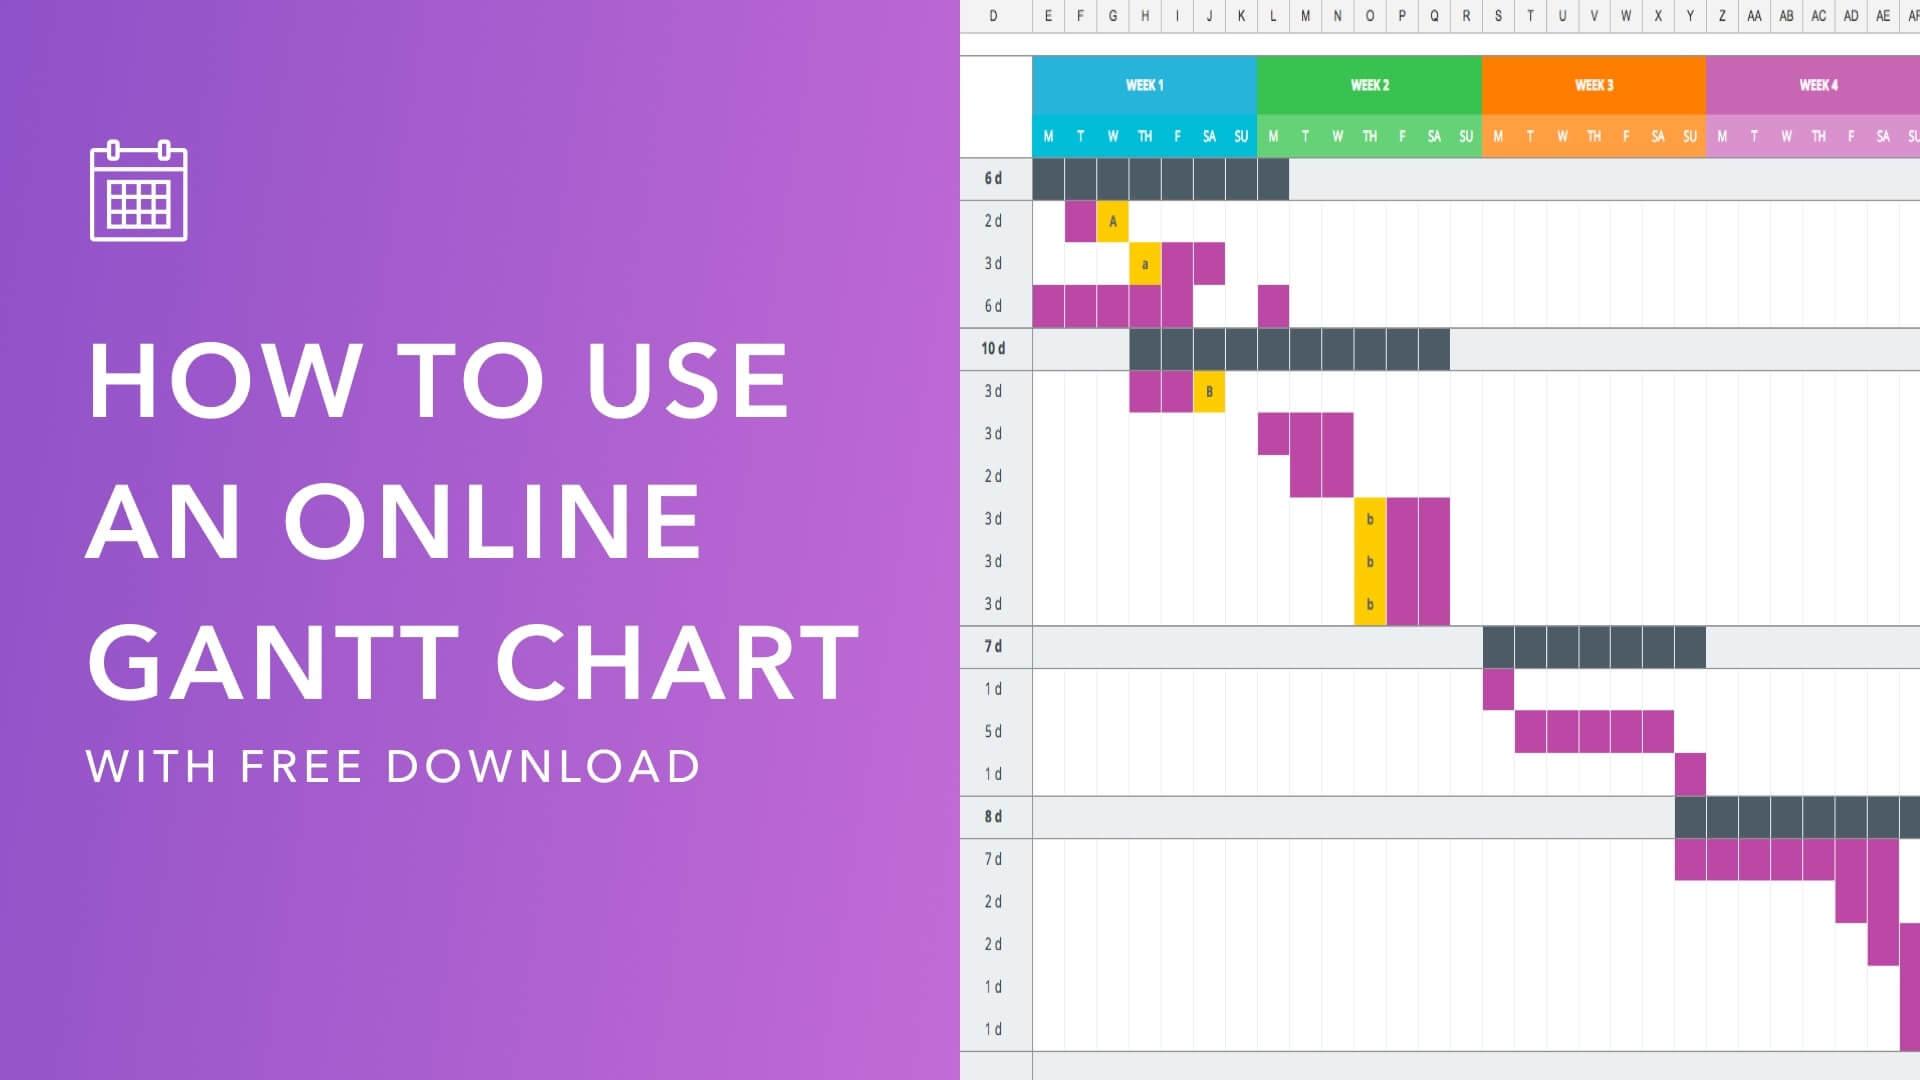 HOW TO USE
AN ONLINE
GANTT CHART
WITH FREE DOWNLOAD
D E F G H I J K L M N O P Q R S T U V W X Y Z AA AB AC AD AE AF
WEEK 1 WEEK 2 WEEK 3 WEEK 4
M T W TH F SA SU M T W TH F SA SU M T W TH F SA SU M T W TH F SA SU
6 d
2 d A
3 d a
6 d
10 d
3 d B
3 d
2 d
3 d b
3 d b
3 d b
7 d
1 d
5 d
1 d
8 d
7 d
2 d
2 d
1 d
1 d